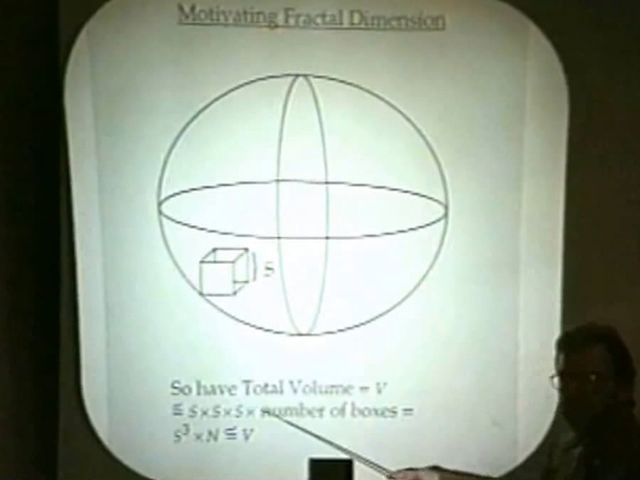 Motivating Fractal Dimension
S
So have Total Volume = V
≅ S×S×S× number of boxes =
S³ × N ≅ V